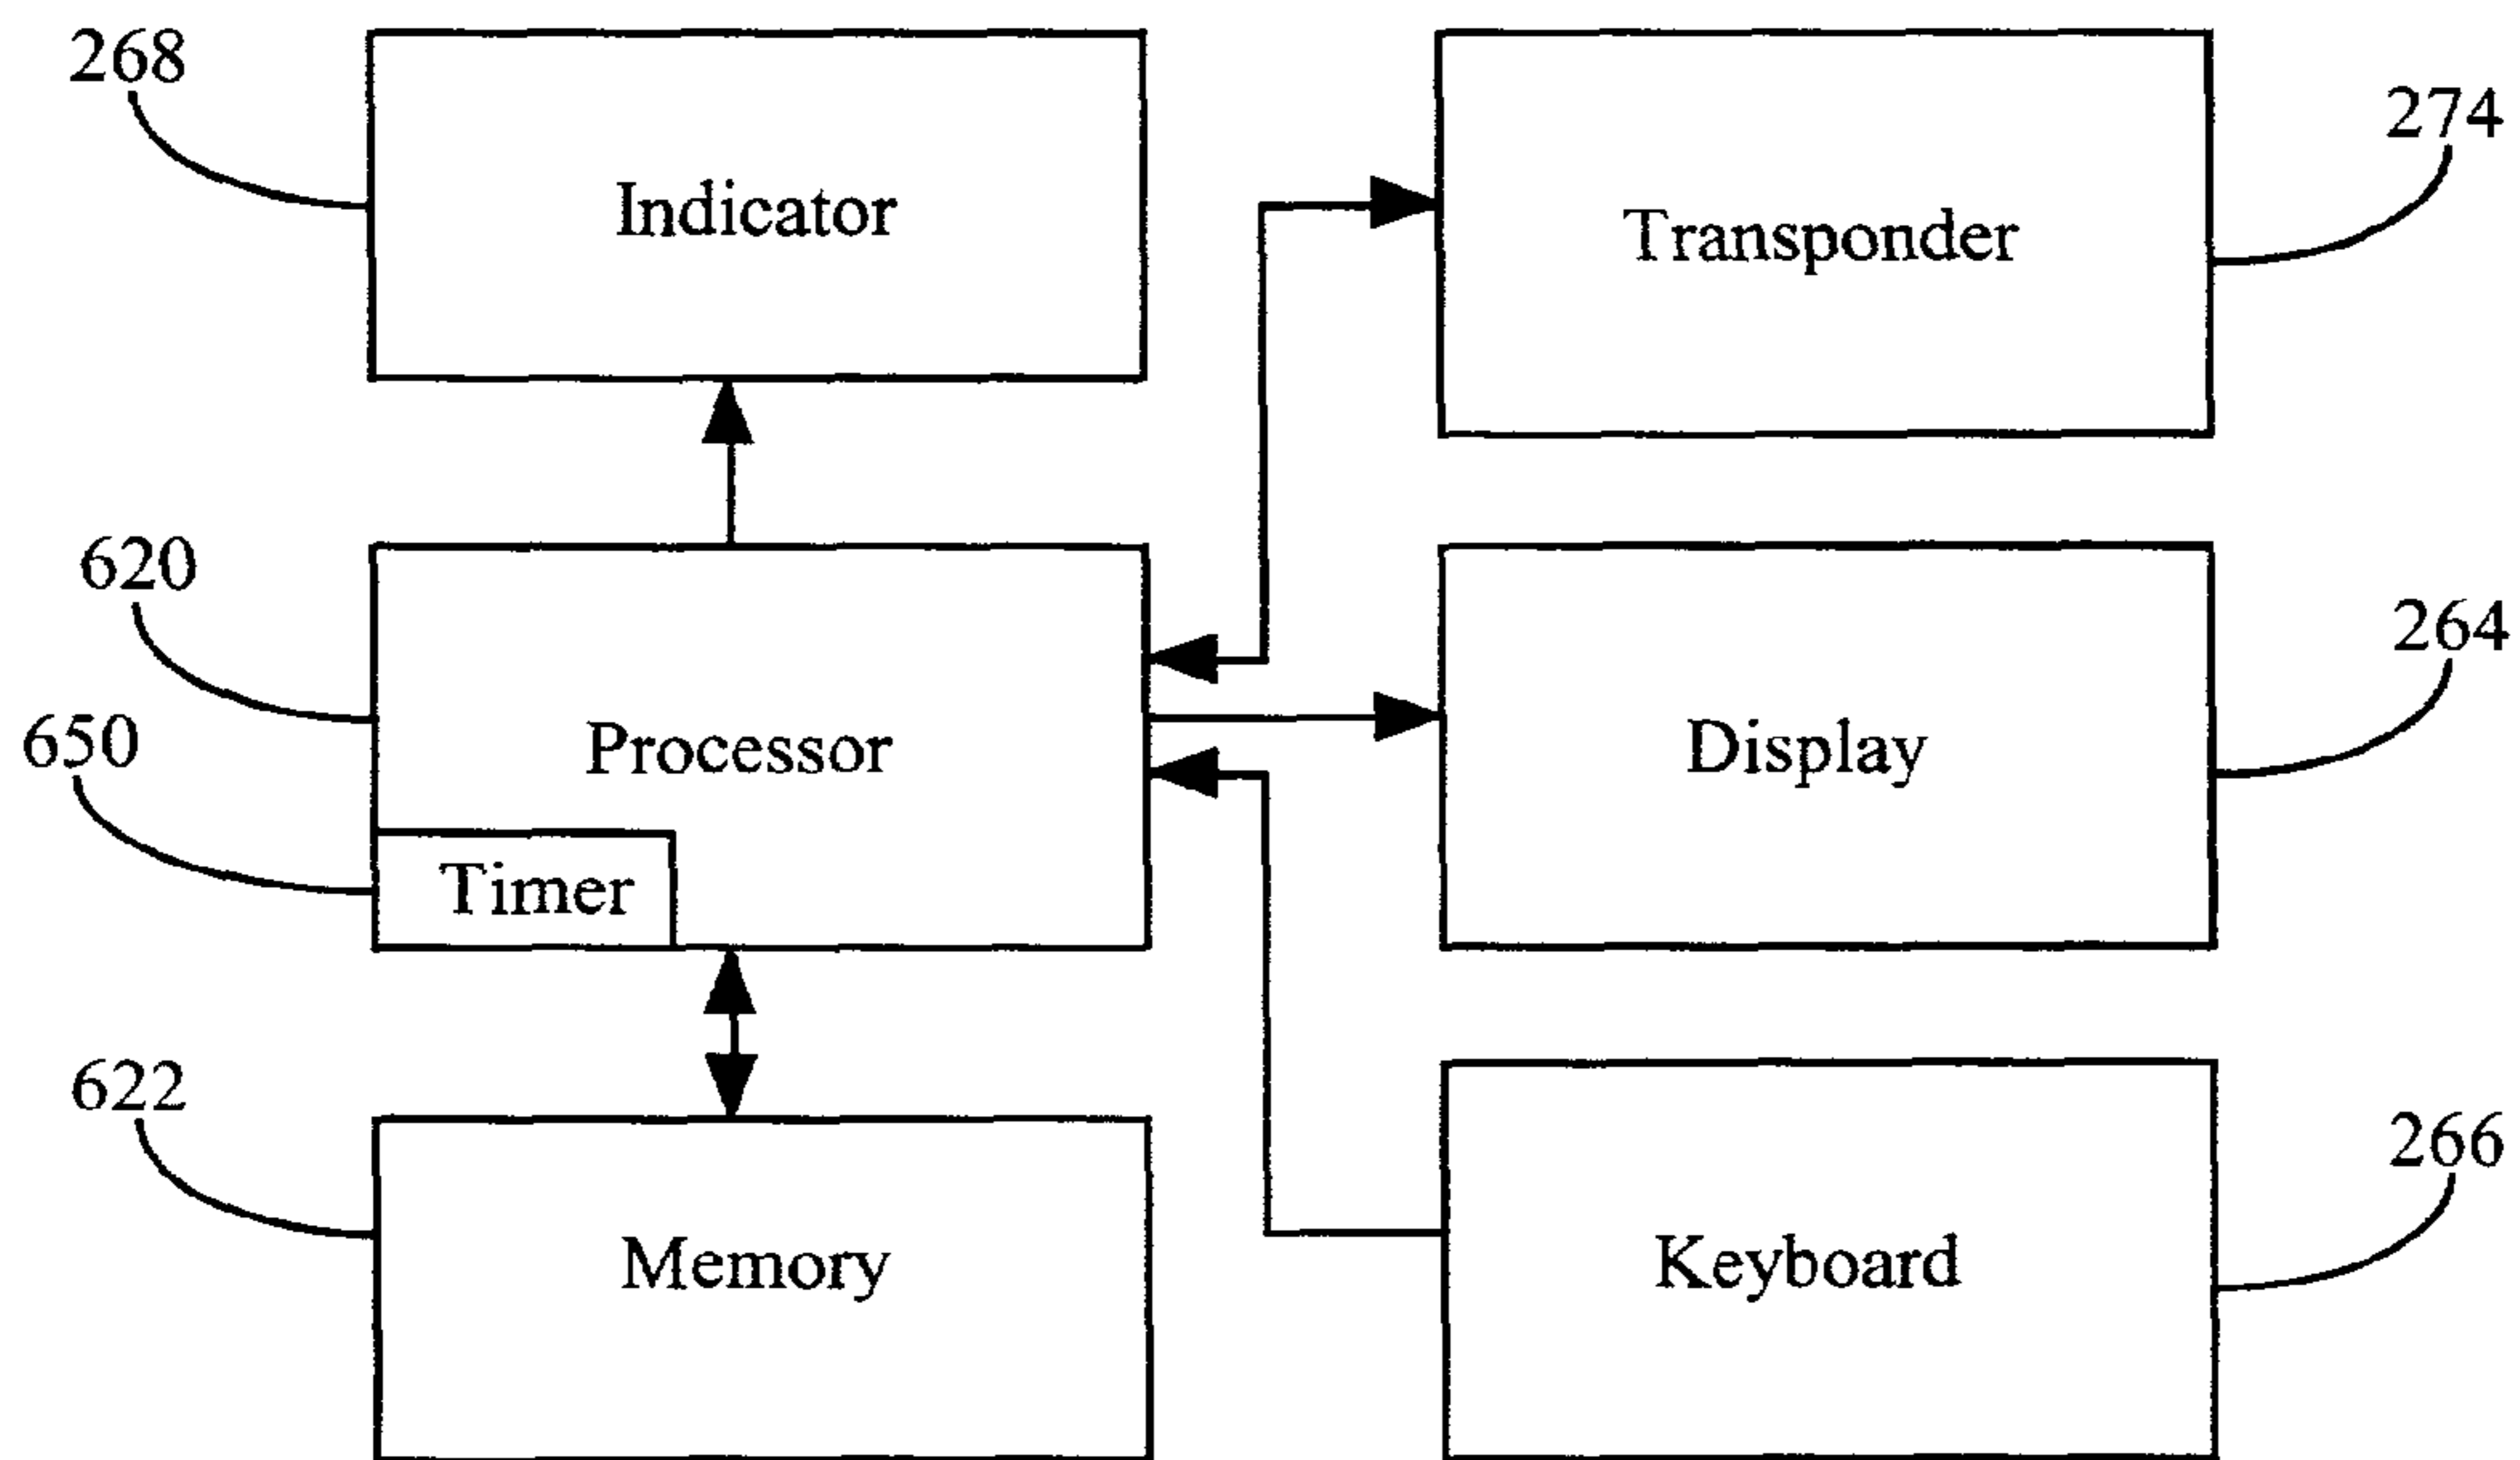 268
Indicator
274
Transponder
620
650
Processor
Timer
264
Display
622
Memory
266
Keyboard